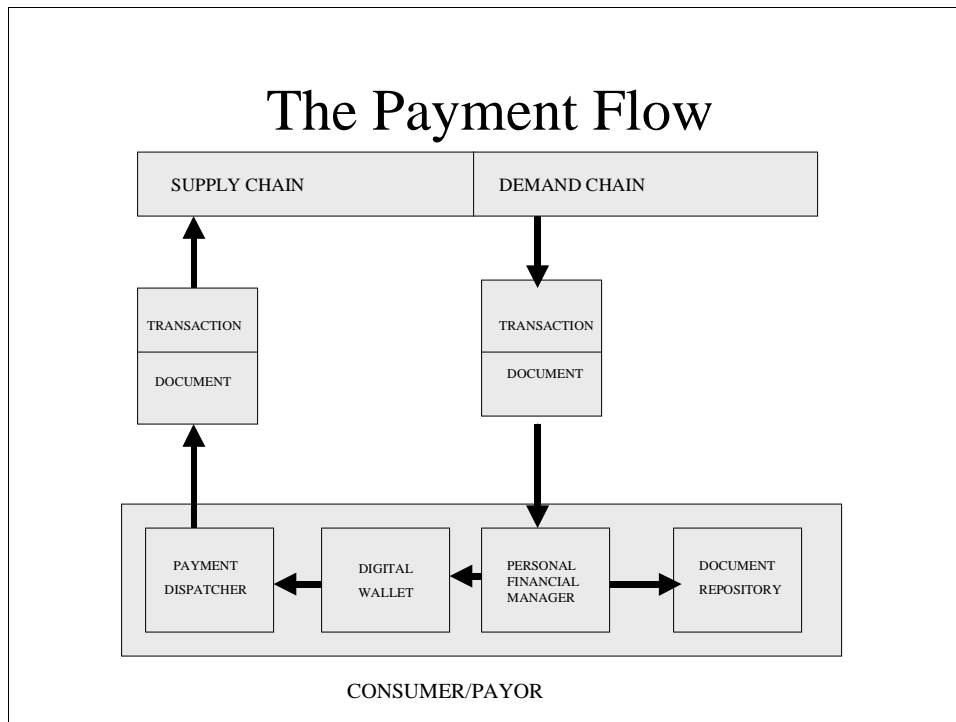 The Payment Flow
SUPPLY CHAIN
DEMAND CHAIN
TRANSACTION
DOCUMENT
TRANSACTION
DOCUMENT
PAYMENT
DISPATCHER
DIGITAL
WALLET
PERSONAL
FINANCIAL
MANAGER
DOCUMENT
REPOSITORY
CONSUMER/PAYOR